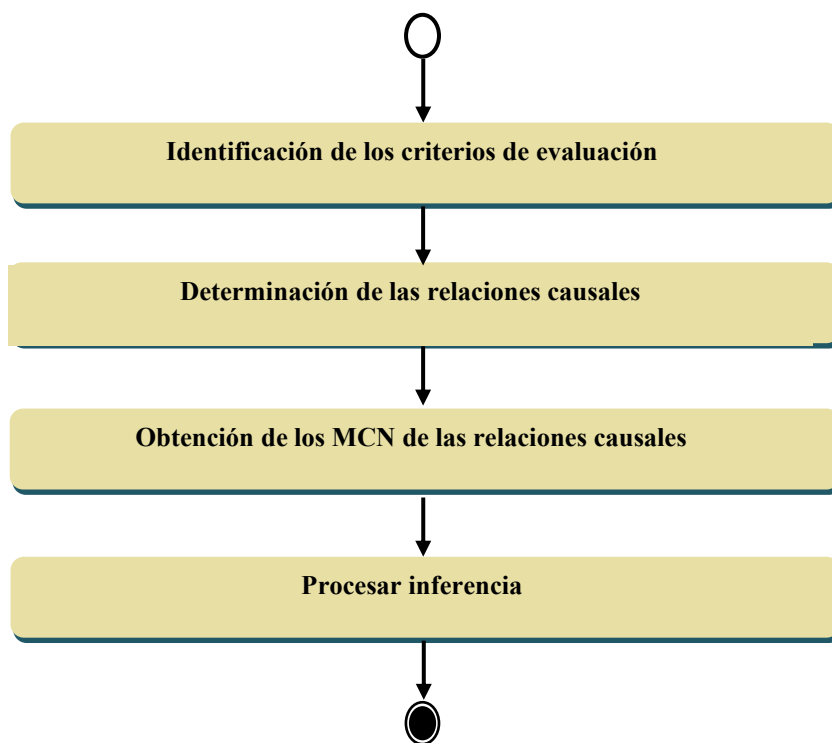 Identificación de los criterios de evaluación
Determinación de las relaciones causales
Obtención de los MCN de las relaciones causales
Procesar inferencia